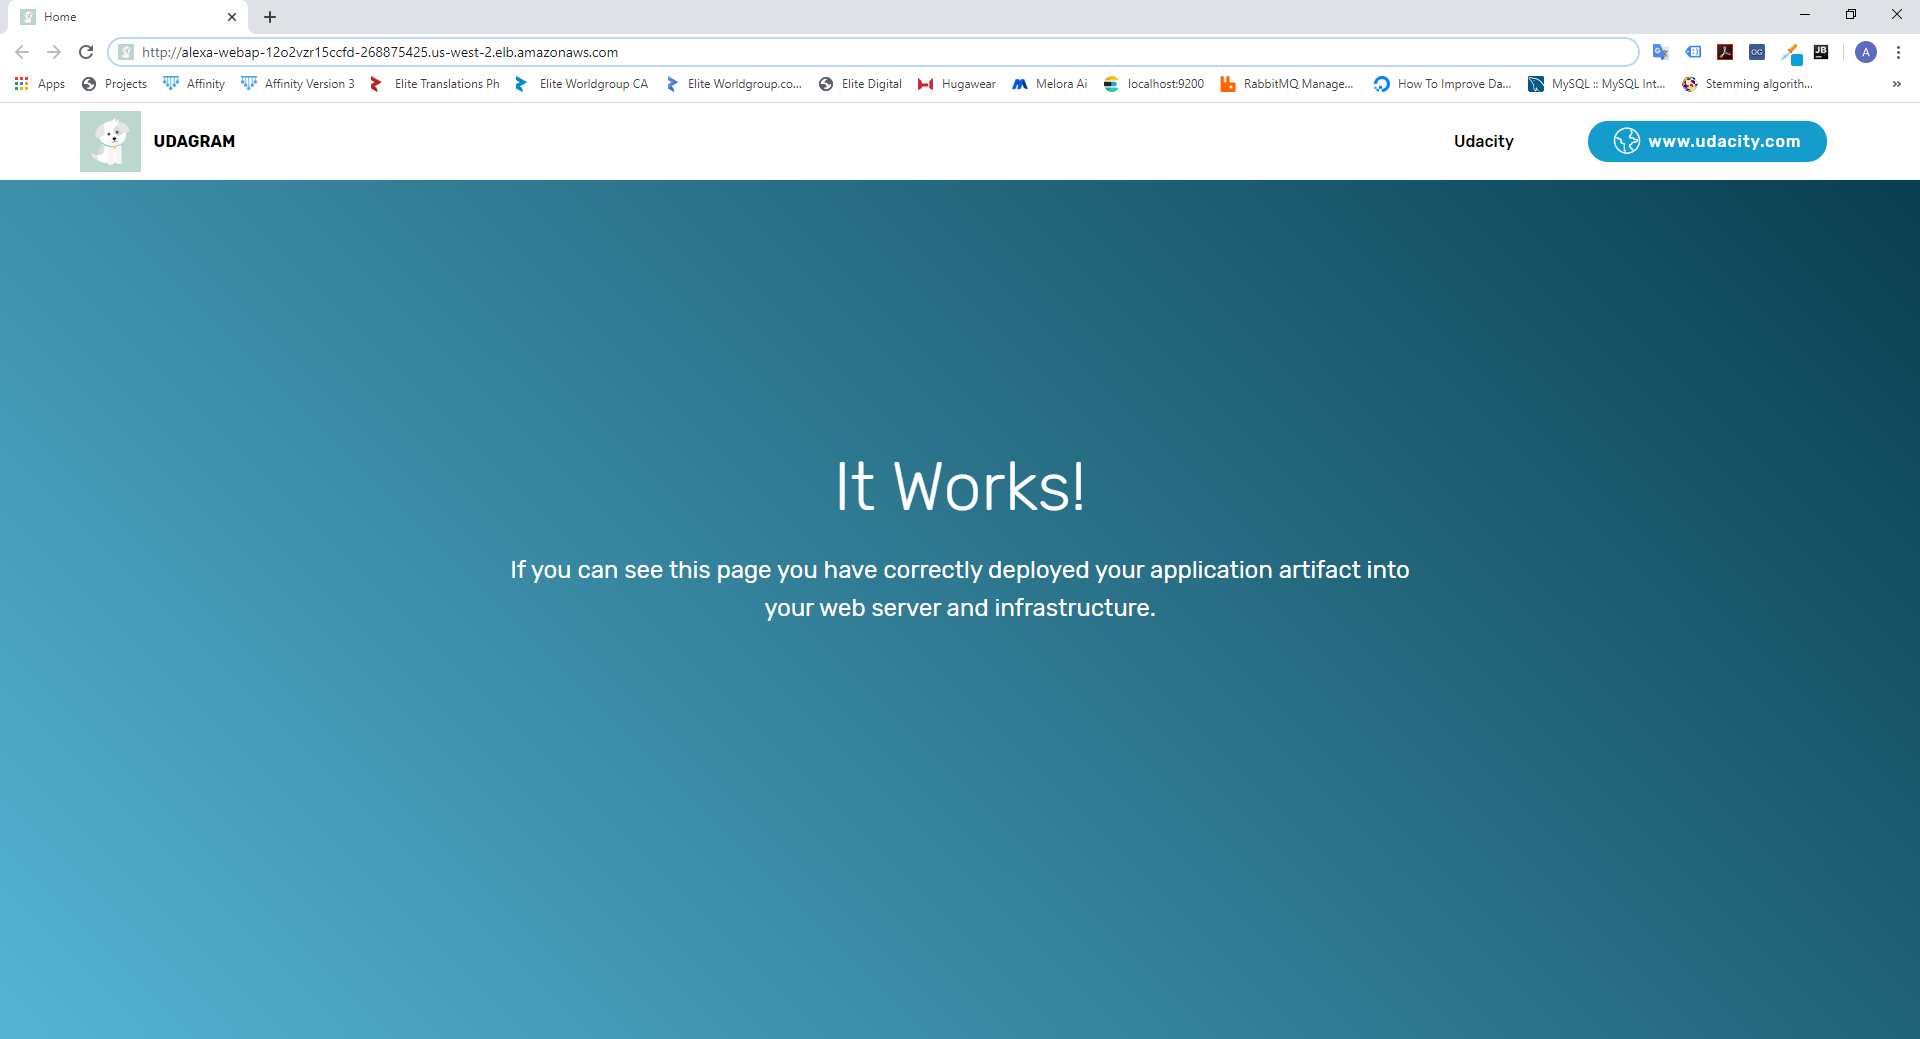 Home
http://alexa-webap-12o2vzr15ccfd-268875425.us-west-2.elb.amazonaws.com
OG JB A
Apps Projects Affinity Affinity Version 3 Elite Translations Ph Elite Worldgroup CA Elite Worldgroup.co... Elite Digital Hugawear Melora Ai localhost:9200 RabbitMQ Manage... How To Improve Da... MySQL :: MySQL Int... Stemming algorith... »
UDAGRAM Udacity www.udacity.com
It Works!
If you can see this page you have correctly deployed your application artifact into
your web server and infrastructure.